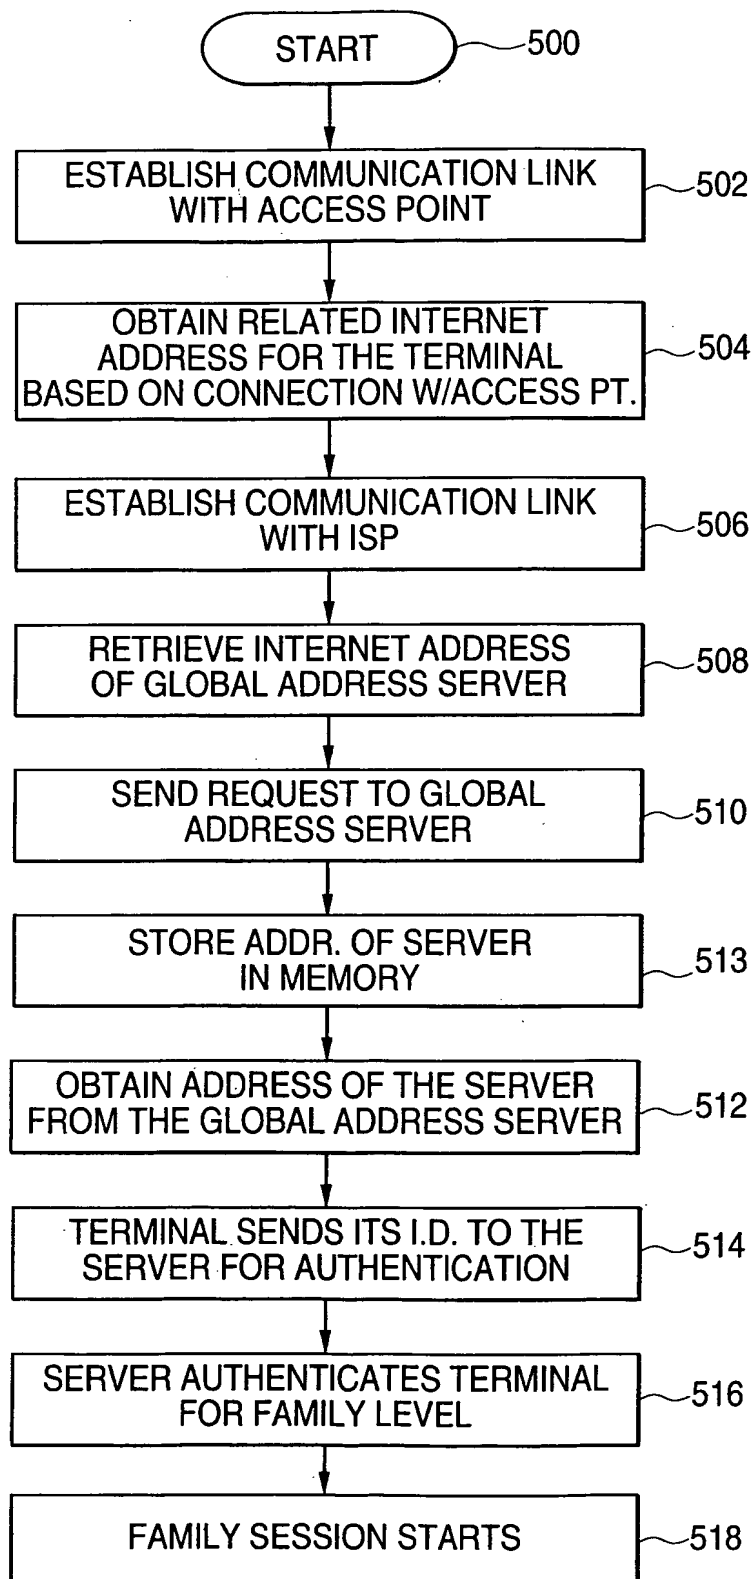 START
500
ESTABLISH COMMUNICATION LINK
WITH ACCESS POINT
502
OBTAIN RELATED INTERNET
ADDRESS FOR THE TERMINAL
BASED ON CONNECTION W/ACCESS PT.
504
ESTABLISH COMMUNICATION LINK
WITH ISP
506
RETRIEVE INTERNET ADDRESS
OF GLOBAL ADDRESS SERVER
508
SEND REQUEST TO GLOBAL
ADDRESS SERVER
510
STORE ADDR. OF SERVER
IN MEMORY
513
OBTAIN ADDRESS OF THE SERVER
FROM THE GLOBAL ADDRESS SERVER
512
TERMINAL SENDS ITS I.D. TO THE
SERVER FOR AUTHENTICATION
514
SERVER AUTHENTICATES TERMINAL
FOR FAMILY LEVEL
516
FAMILY SESSION STARTS
518